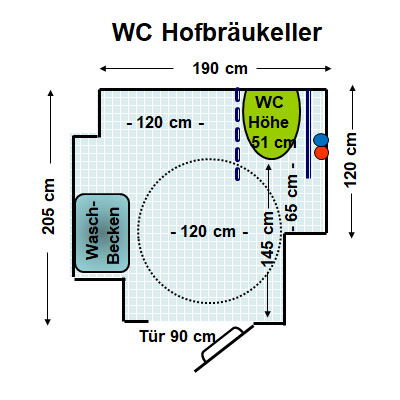 WC Hofbräukeller
190 cm
- 120 cm -
WC
Höhe
51 cm
120 cm
205 cm
- 65 cm -
Wasch-
Becken
- 120 cm -
145 cm
Tür 90 cm